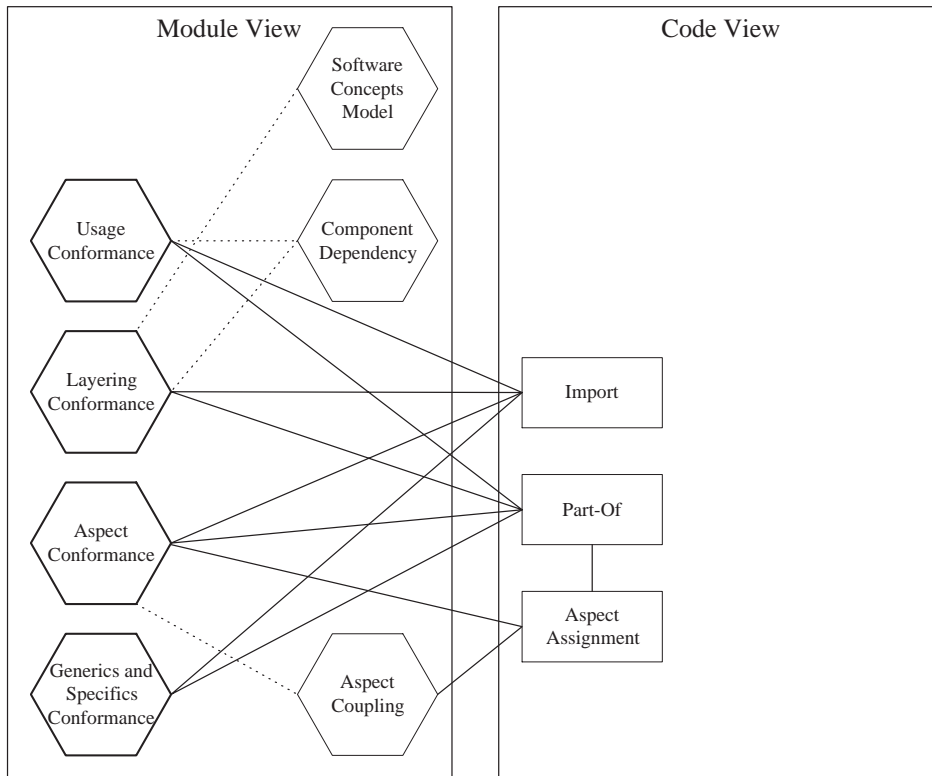 Module View
Code View
Software
Concepts
Model
Usage
Conformance
Component
Dependency
Layering
Conformance
Import
Aspect
Conformance
Part-Of
Aspect
Assignment
Generics and
Specifics
Conformance
Aspect
Coupling